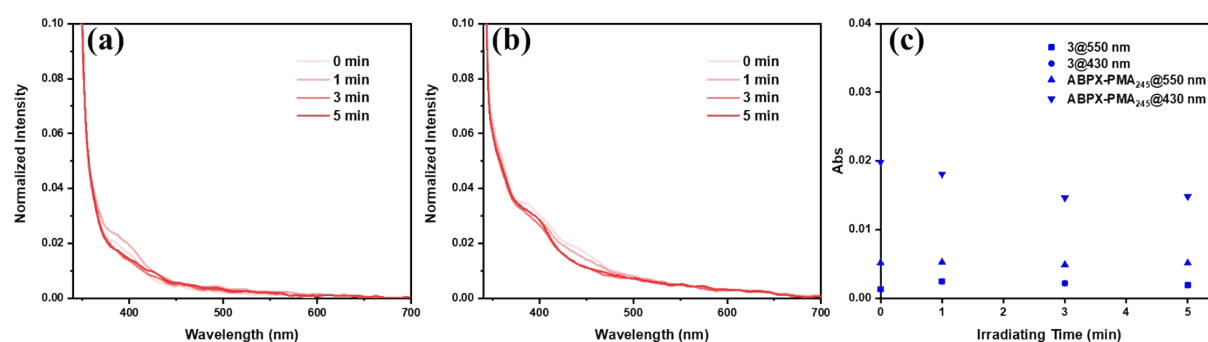 (a)
0 min
1 min
3 min
5 min
Normalized Intensity
0.10
0.08
0.06
0.04
0.02
0.00
400
500
600
700
Wavelength (nm)
(b)
0 min
1 min
3 min
5 min
Normalized Intensity
0.10
0.08
0.06
0.04
0.02
0.00
400
500
600
700
Wavelength (nm)
(c)
3@550 nm
3@430 nm
ABPX-PMA245@550 nm
ABPX-PMA245@430 nm
Abs
0.04
0.03
0.02
0.01
0.00
0
1
2
3
4
5
Irradiating Time (min)